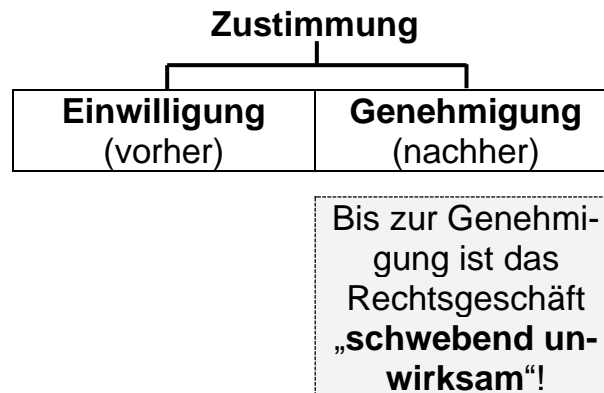 Zustimmung
Einwilligung
(vorher)
Genehmigung
(nachher)
Bis zur Genehmi-
gung ist das
Rechtsgeschäft
„schwebend un-
wirksam“!